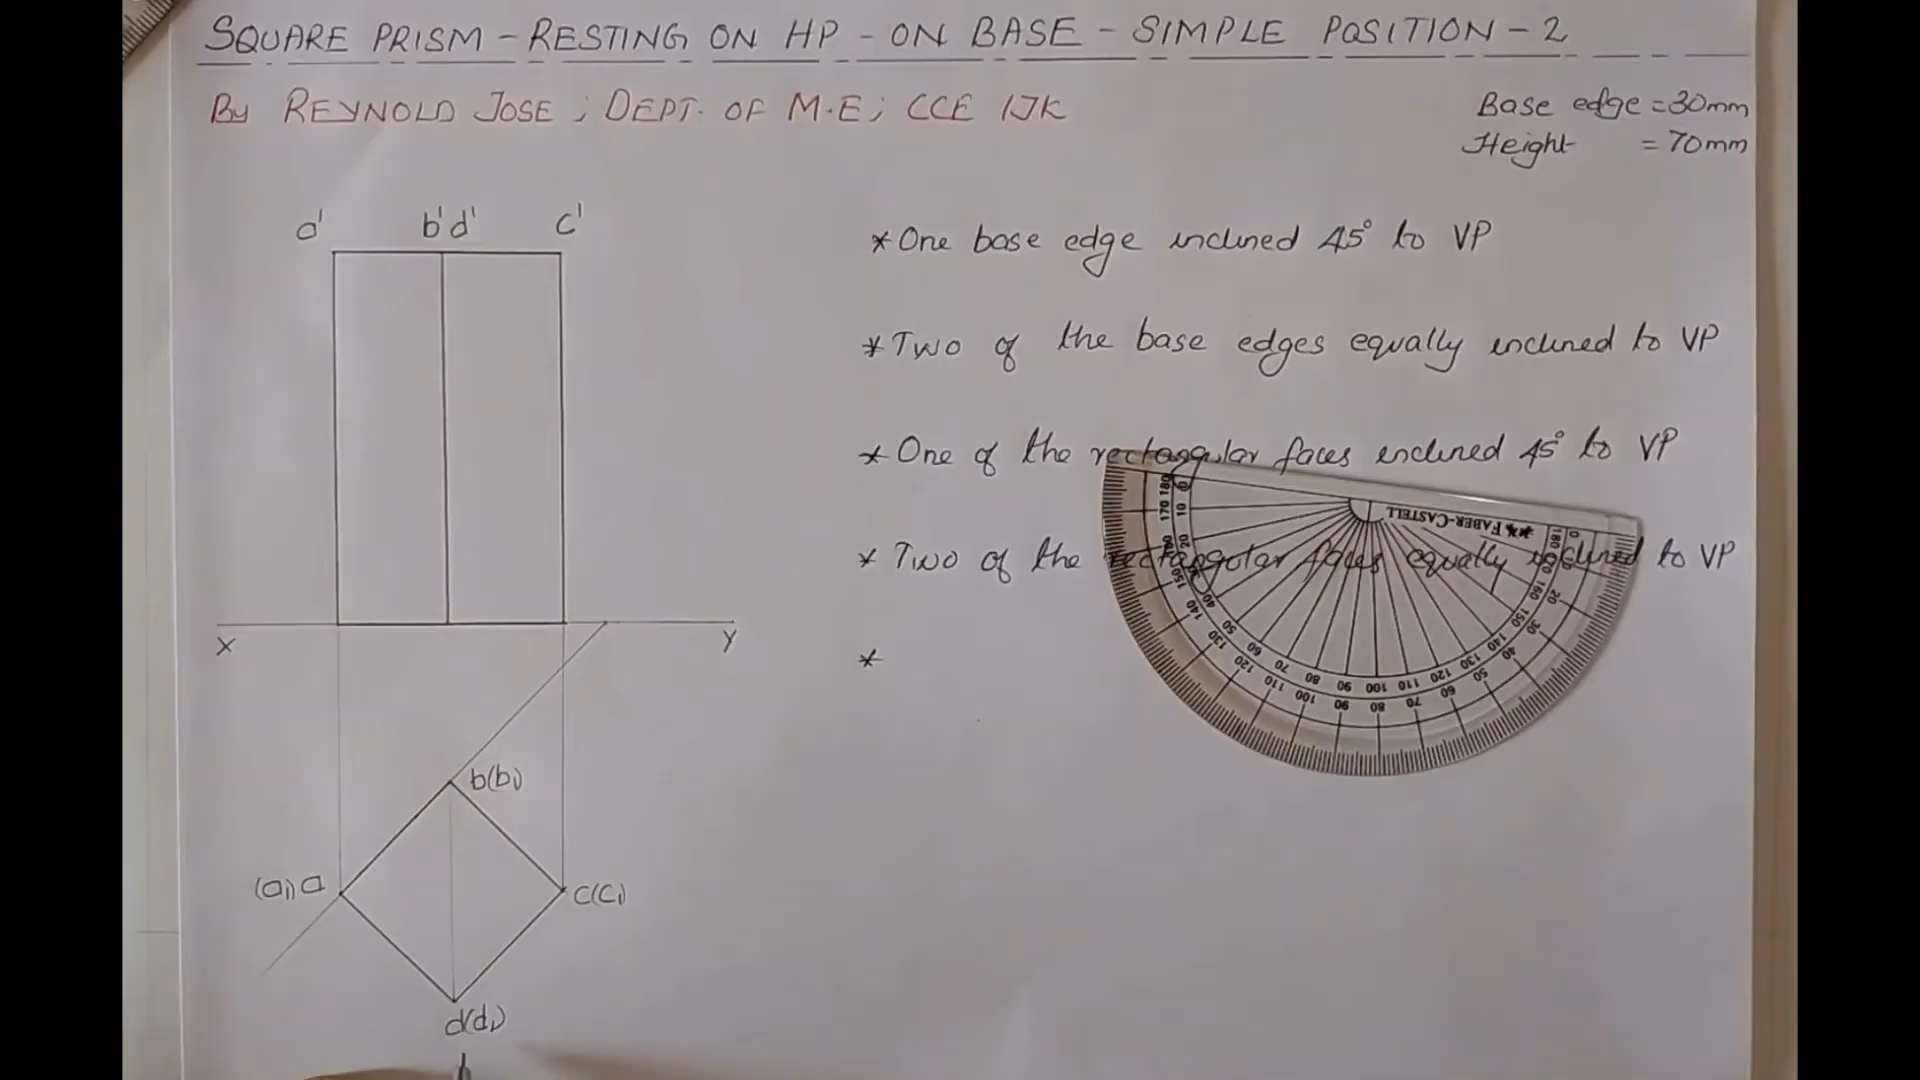 SQUARE PRISM - RESTING ON HP - ON BASE - SIMPLE POSITION - 2
By REYNOLD JOSE ; DEPT. OF M.E ; CCE IJK
Base edge = 30mm
Height = 70mm
a' b' d' c'
* One base edge inclined 45° to VP
* Two of the base edges equally inclined to VP
* One of the rectangular faces inclined 45° to VP
FABER-CASTELL
* Two of the rectangular faces equally inclined to VP
X Y
*
b(b1)
(a1) a
c(c1)
d(d1)